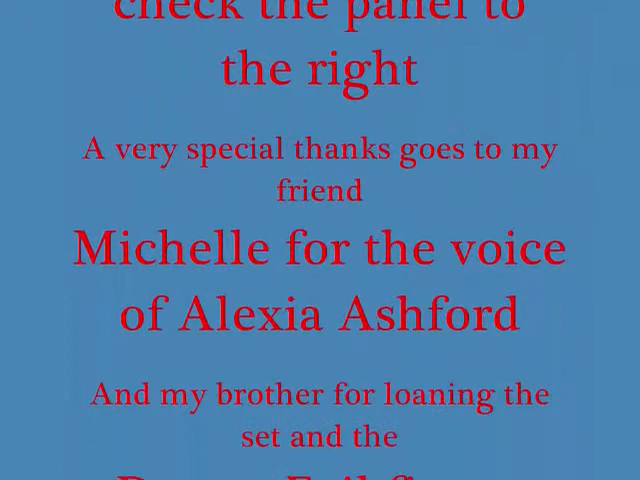 check the panel to
the right
A very special thanks goes to my
friend
Michelle for the voice
of Alexia Ashford
And my brother for loaning the
set and the